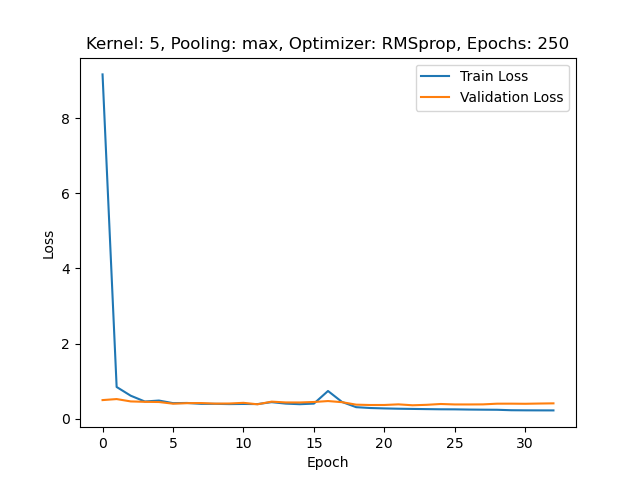 Kernel: 5, Pooling: max, Optimizer: RMSprop, Epochs: 250
Train Loss
Validation Loss
8
6
4
2
0
Loss
0 5 10 15 20 25 30
Epoch